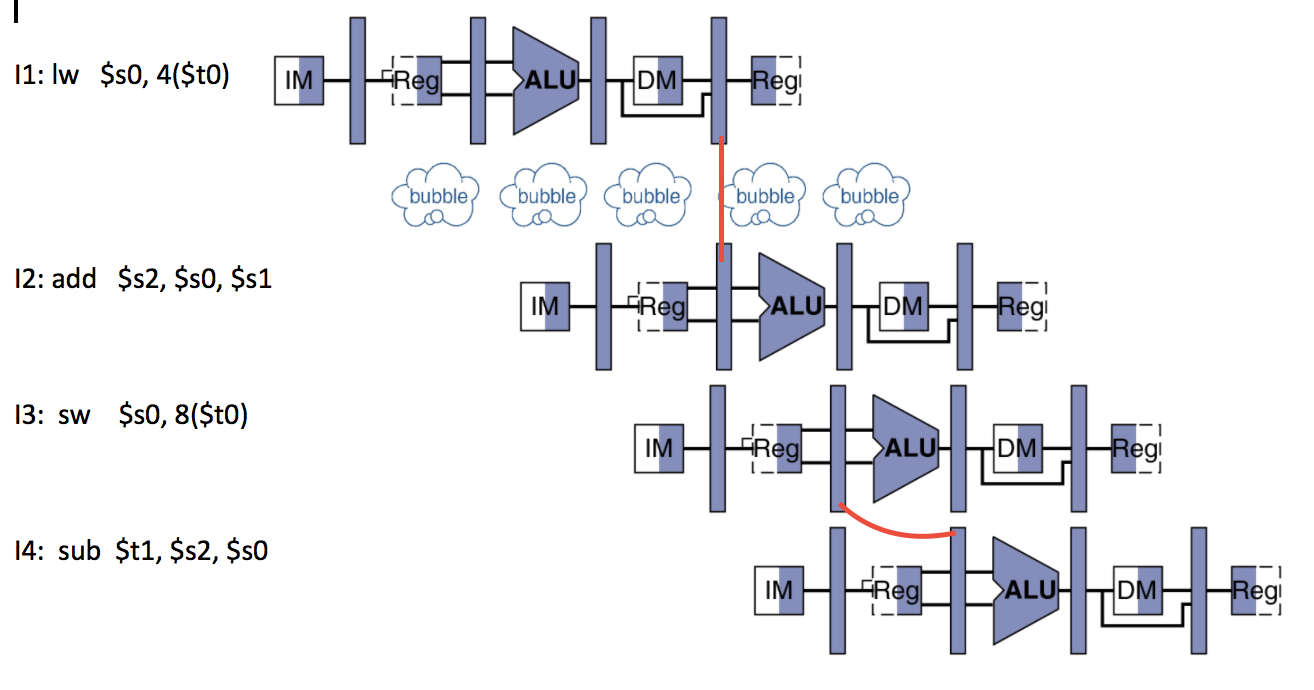 I1: lw $s0, 4($t0) IM Reg ALU DM Reg
bubble bubble bubble bubble bubble
I2: add $s2, $s0, $s1 IM Reg ALU DM Reg
I3: sw $s0, 8($t0) IM Reg ALU DM Reg
I4: sub $t1, $s2, $s0 IM Reg ALU DM Reg